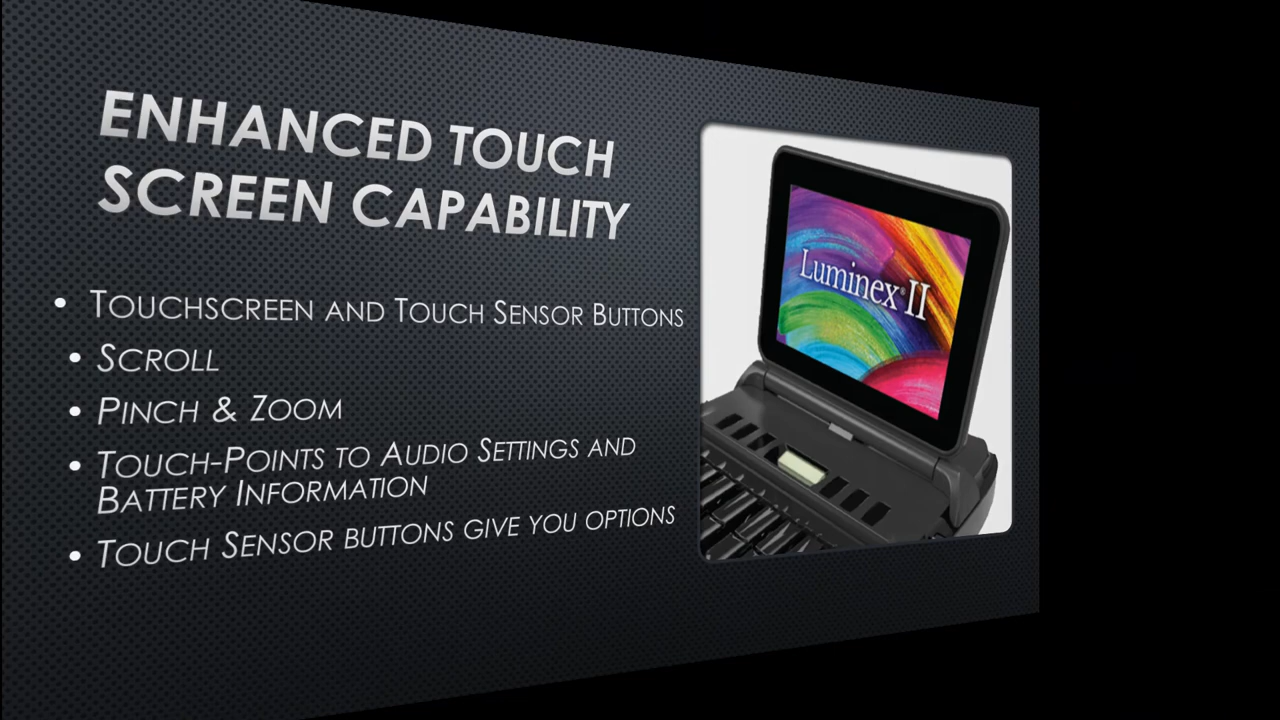 ENHANCED TOUCH
SCREEN CAPABILITY
• TOUCHSCREEN AND TOUCH SENSOR BUTTONS
• SCROLL
• PINCH & ZOOM
• TOUCH-POINTS TO AUDIO SETTINGS AND
BATTERY INFORMATION
• TOUCH SENSOR BUTTONS GIVE YOU OPTIONS
Luminex® II